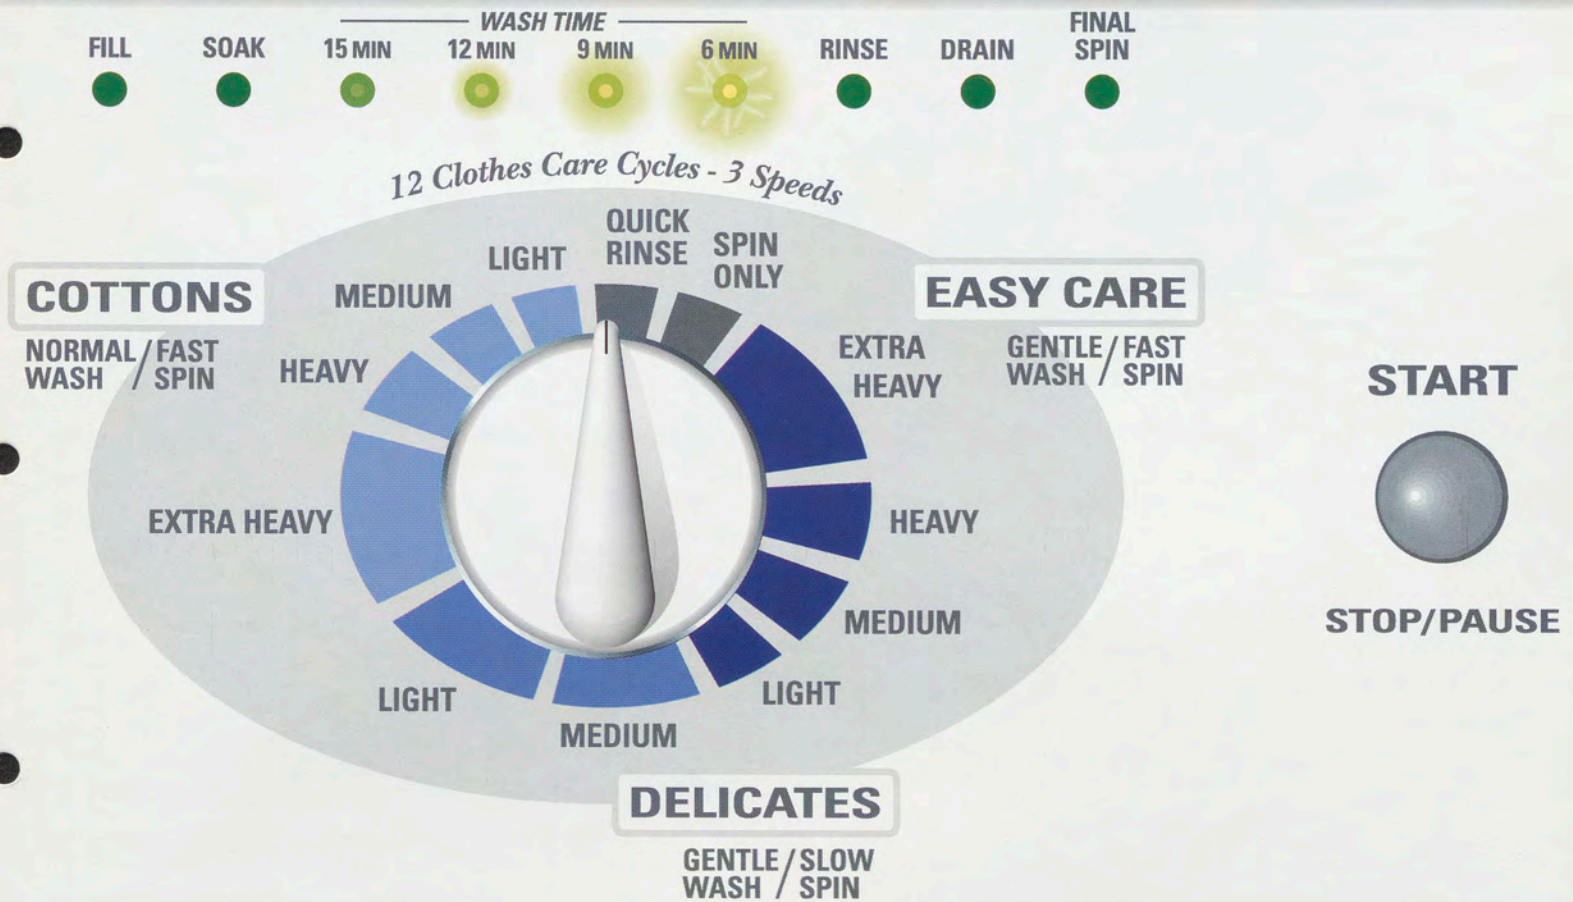 WASH TIME
FILL
SOAK
15 MIN
12 MIN
9 MIN
6 MIN
RINSE
DRAIN
FINAL
SPIN
12 Clothes Care Cycles - 3 Speeds
QUICK
RINSE
SPIN
ONLY
LIGHT
MEDIUM
HEAVY
EXTRA HEAVY
COTTONS
NORMAL/FAST
WASH / SPIN
EASY CARE
GENTLE/FAST
WASH / SPIN
EXTRA
HEAVY
HEAVY
MEDIUM
LIGHT
START
STOP/PAUSE
LIGHT
MEDIUM
DELICATES
GENTLE/SLOW
WASH / SPIN